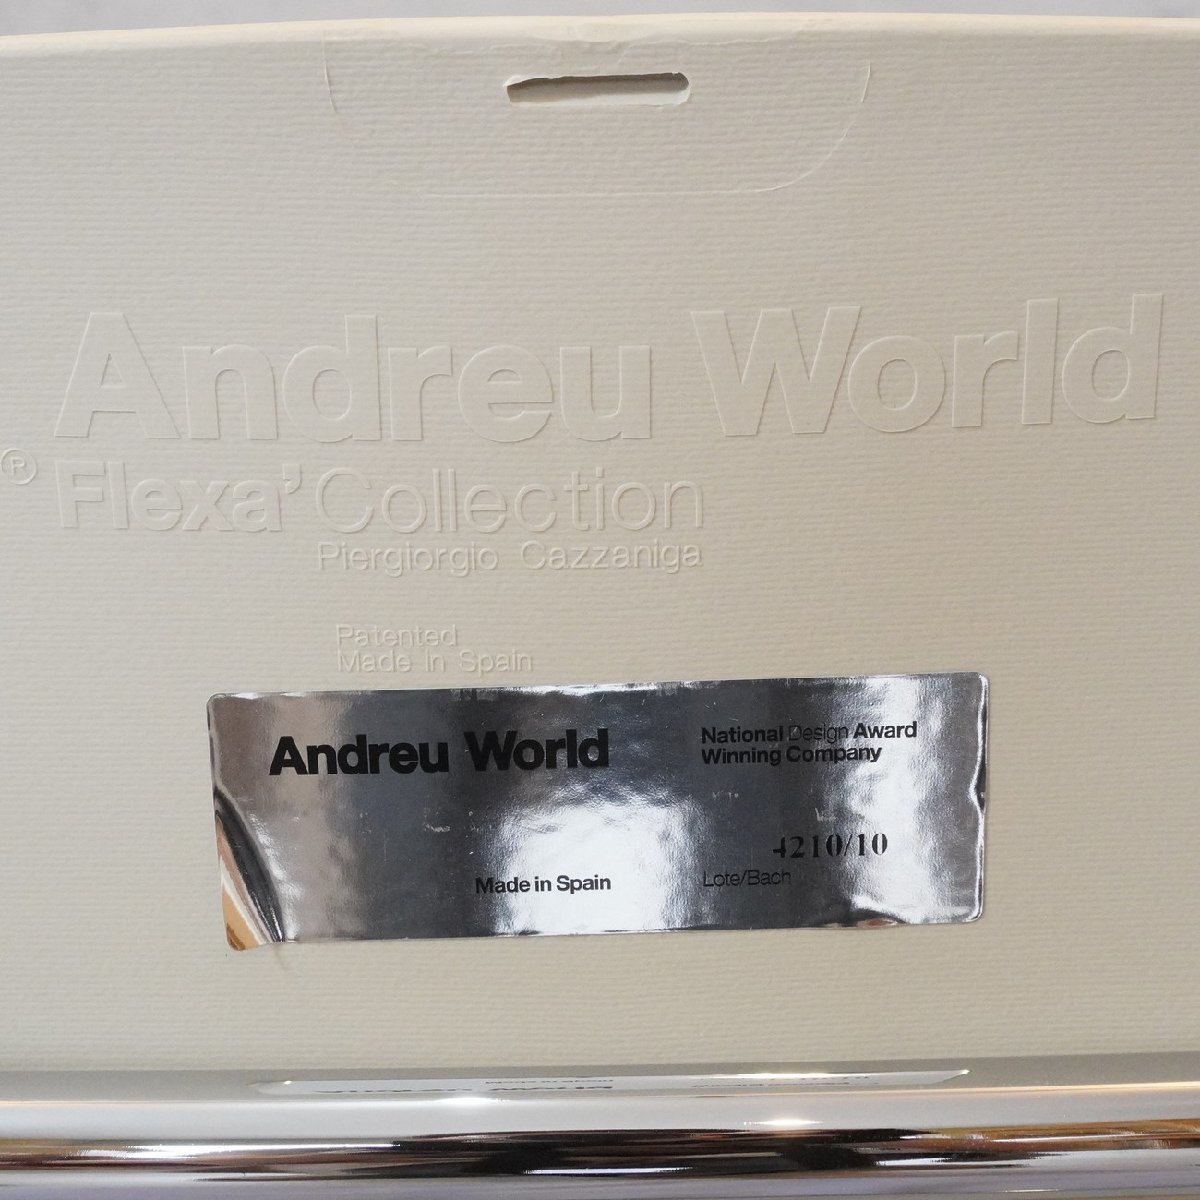 Andreu World
® Flexa' Collection
Piergiorgio Cazzaniga
Patented
Made in Spain
Andreu World
National Design Award
Winning Company
4210/10
Made in Spain
Lote/Bach